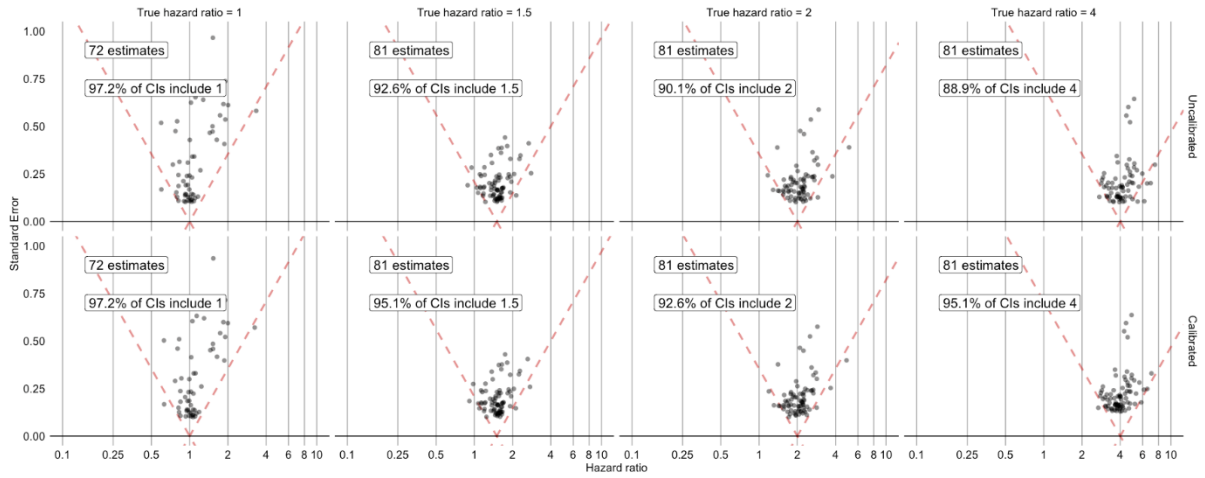 True hazard ratio = 1
True hazard ratio = 1.5
True hazard ratio = 2
True hazard ratio = 4
1.00
0.75
0.50
0.25
0.00
72 estimates
97.2% of CIs include 1
81 estimates
92.6% of CIs include 1.5
81 estimates
90.1% of CIs include 2
81 estimates
88.9% of CIs include 4
Uncalibrated
Standard Error
1.00
0.75
0.50
0.25
0.00
72 estimates
97.2% of CIs include 1
81 estimates
95.1% of CIs include 1.5
81 estimates
92.6% of CIs include 2
81 estimates
95.1% of CIs include 4
Calibrated
0.1 0.25 0.5 1 2 4 6 8 10
0.1 0.25 0.5 1 2 4 6 8 10
0.1 0.25 0.5 1 2 4 6 8 10
0.1 0.25 0.5 1 2 4 6 8 10
Hazard ratio